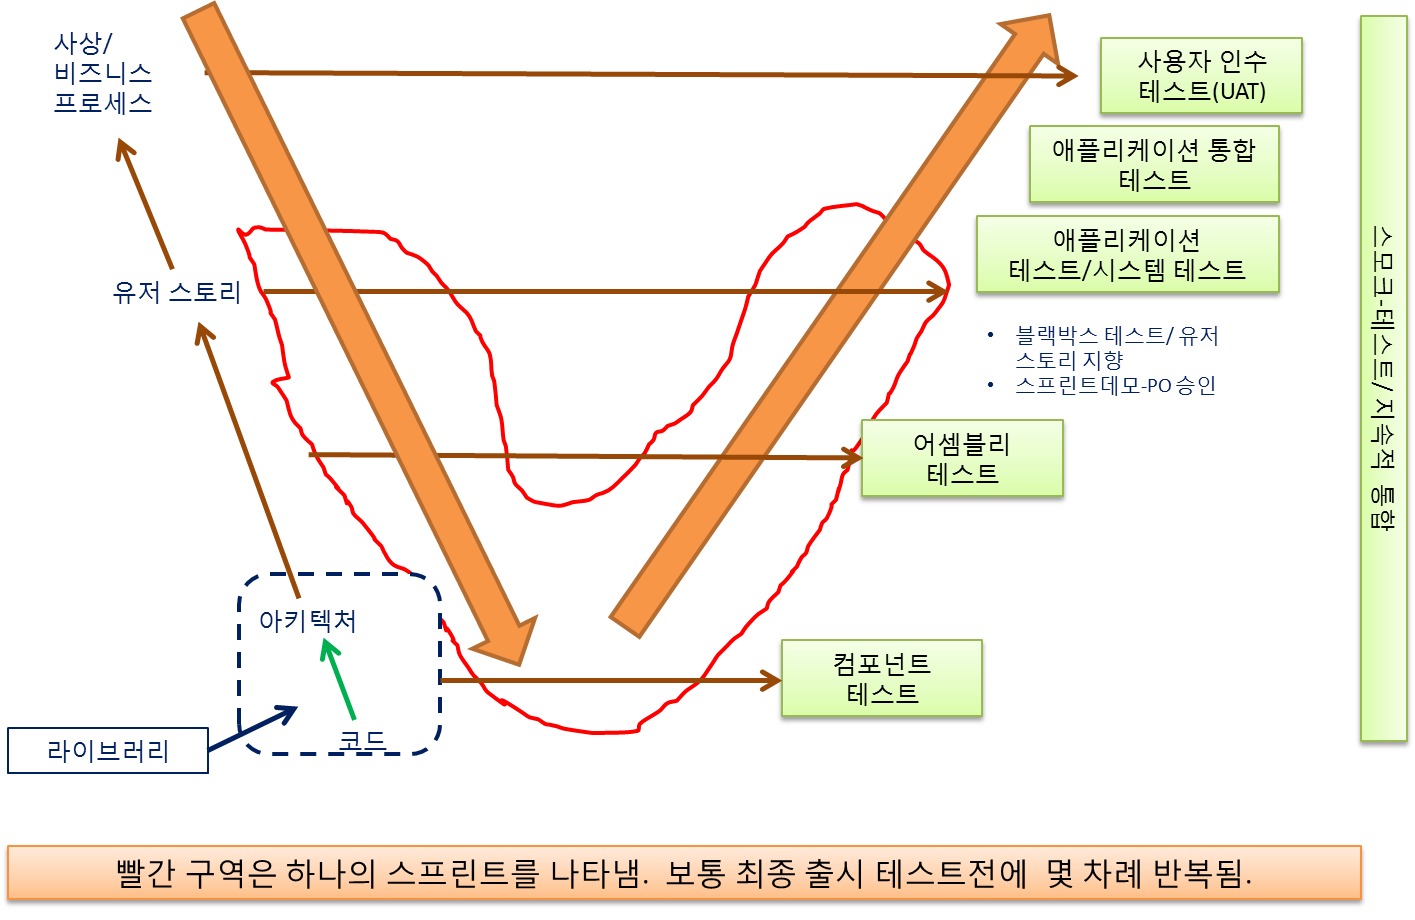 사상/
비즈니스
프로세스
사용자 인수
테스트(UAT)
애플리케이션 통합
테스트
애플리케이션
테스트/시스템 테스트
유저 스토리
• 블랙박스 테스트/ 유저
스토리 지향
• 스프린트데모-PO 승인
어셈블리
테스트
스모크-테스트/ 지속적 통합
아키텍처
컴포넌트
테스트
코드
라이브러리
빨간 구역은 하나의 스프린트를 나타냄. 보통 최종 출시 테스트전에 몇 차례 반복됨.